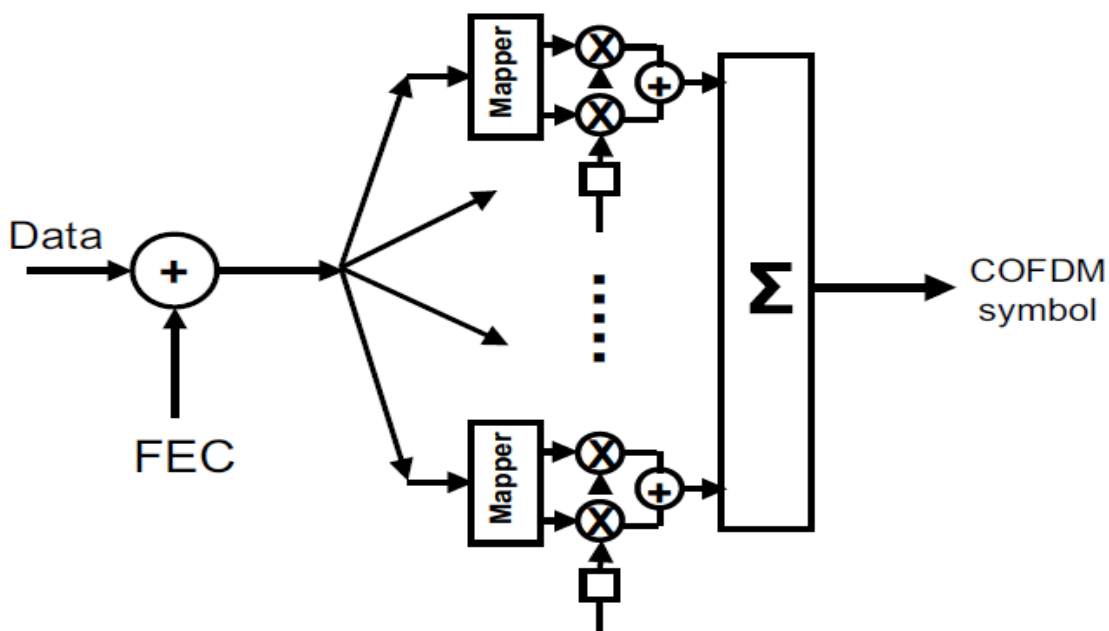 Data
+
FEC
Mapper
X
X
+
.....
Mapper
X
X
+
Σ
COFDM
symbol